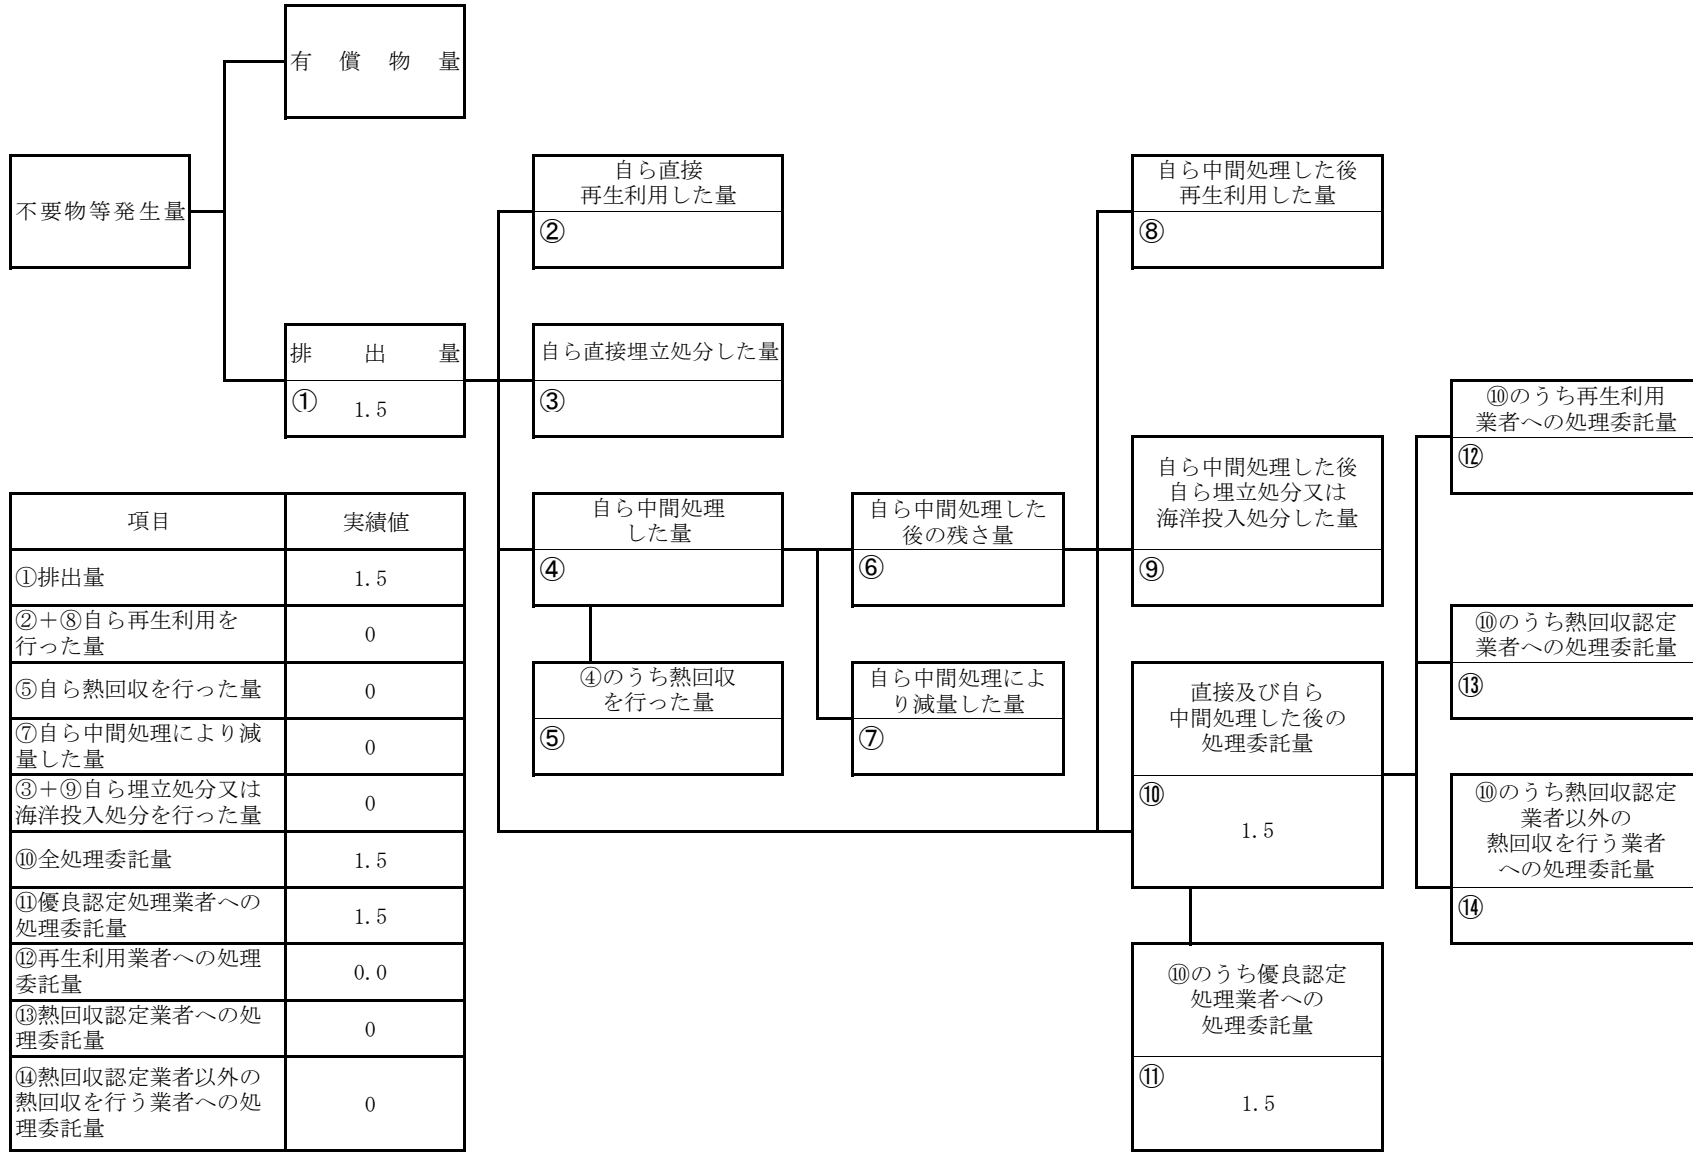 有償物量
不要物等発生量
排出量
① 1.5
自ら直接
再生利用した量
②
自ら直接埋立処分した量
③
自ら中間処理
した量
④
④のうち熱回収
を行った量
⑤
自ら中間処理した
後の残さ量
⑥
自ら中間処理によ
り減量した量
⑦
自ら中間処理した後
再生利用した量
⑧
自ら中間処理した後
自ら埋立処分又は
海洋投入処分した量
⑨
直接及び自ら
中間処理した後の
処理委託量
⑩
1.5
⑩のうち優良認定
処理業者への
処理委託量
⑪
1.5
⑩のうち再生利用
業者への処理委託量
⑫
⑩のうち熱回収認定
業者への処理委託量
⑬
⑩のうち熱回収認定
業者以外の
熱回収を行う業者
への処理委託量
⑭
項目 実績値
①排出量 1.5
②+⑧自ら再生利用を
行った量 0
⑤自ら熱回収を行った量 0
⑦自ら中間処理により減
量した量 0
③+⑨自ら埋立処分又は
海洋投入処分を行った量 0
⑩全処理委託量 1.5
⑪優良認定処理業者への
処理委託量 1.5
⑫再生利用業者への処理
委託量 0.0
⑬熱回収認定業者への処
理委託量 0
⑭熱回収認定業者以外の
熱回収を行う業者への処
理委託量 0